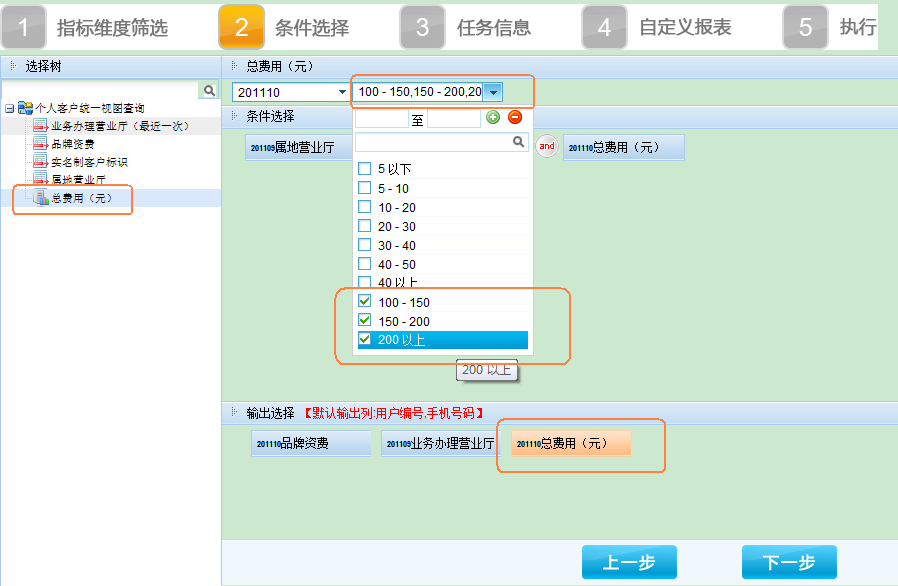 1 指标维度筛选 2 条件选择 3 任务信息 4 自定义报表 5 执行
选择树
个人客户统一视图查询
业务办理营业厅（最近一次）
品牌资费
实名制客户标识
属地营业厅
总费用（元）
总费用（元）
201110 100 - 150,150 - 200,20
条件选择
至
201109属地营业厅 and 201110总费用（元）
5 以下
5 - 10
10 - 20
20 - 30
30 - 40
40 - 50
40 以上
100 - 150
150 - 200
200 以上
200 以上
输出选择 【默认输出列:用户编号,手机号码】
201110品牌资费 201109业务办理营业厅 201110总费用（元）
上一步 下一步